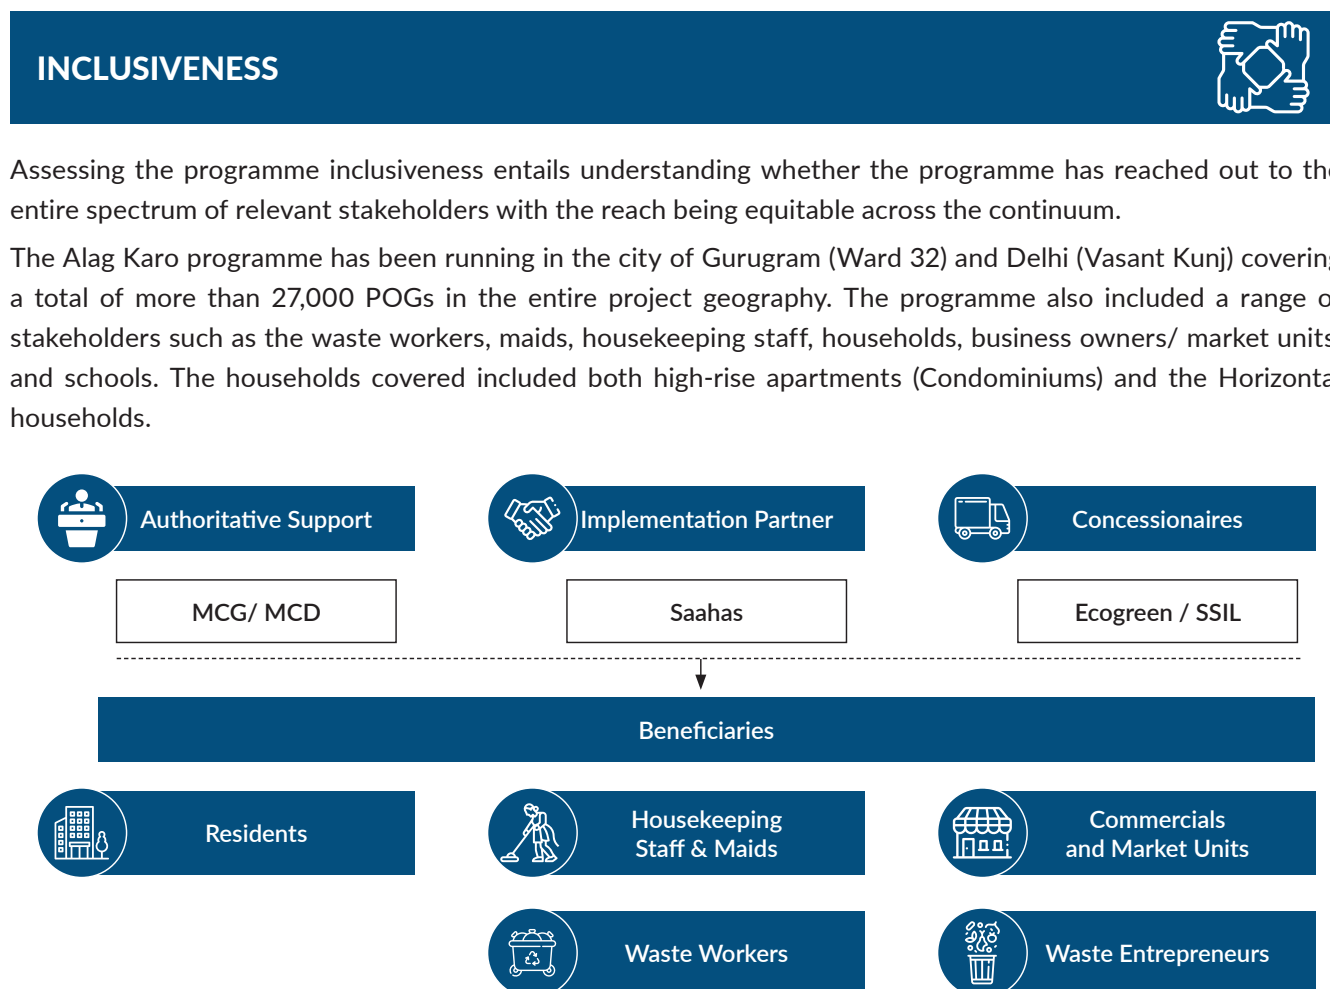 INCLUSIVENESS
Assessing the programme inclusiveness entails understanding whether the programme has reached out to the
entire spectrum of relevant stakeholders with the reach being equitable across the continuum.
The Alag Karo programme has been running in the city of Gurugram (Ward 32) and Delhi (Vasant Kunj) covering
a total of more than 27,000 POGs in the entire project geography. The programme also included a range of
stakeholders such as the waste workers, maids, housekeeping staff, households, business owners/ market units
and schools. The households covered included both high-rise apartments (Condominiums) and the Horizonta
households.
Authoritative Support
Implementation Partner
Concessionaires
MCG/ MCD
Saahas
Ecogreen / SSIL
Beneficiaries
Residents
Housekeeping
Staff & Maids
Commercials
and Market Units
Waste Workers
Waste Entrepreneurs